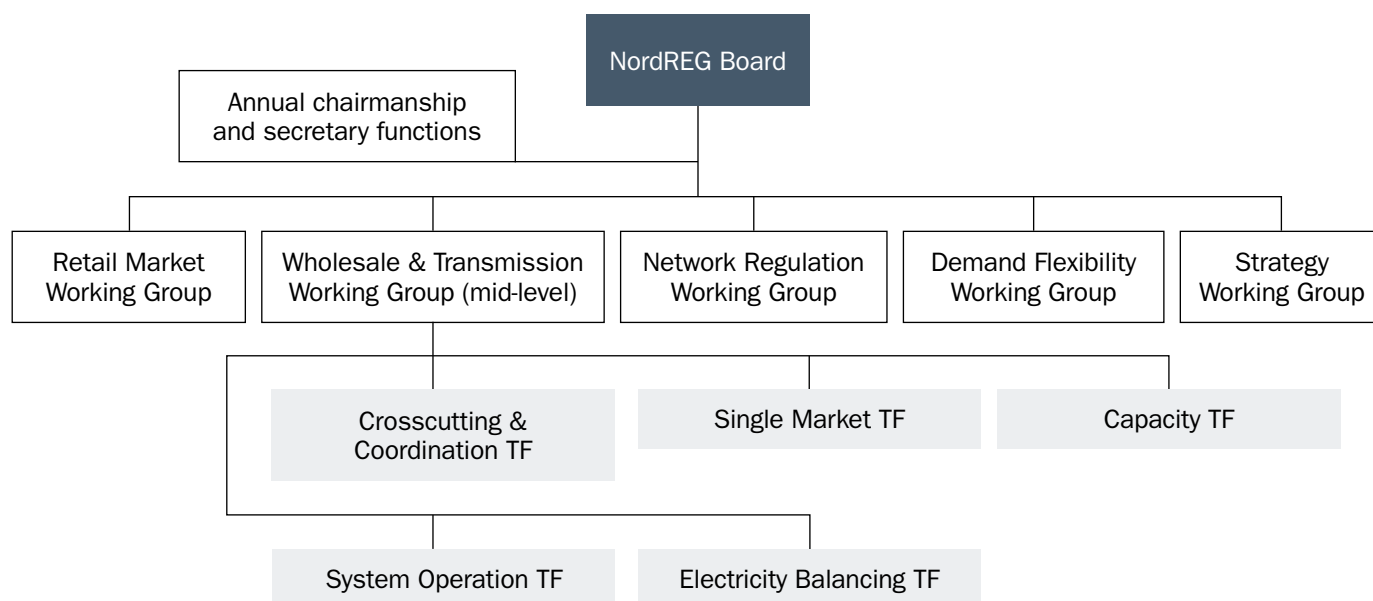 NordREG Board
Annual chairmanship
and secretary functions
Retail Market
Working Group
Wholesale & Transmission
Working Group (mid-level)
Network Regulation
Working Group
Demand Flexibility
Working Group
Strategy
Working Group
Crosscutting &
Coordination TF
Single Market TF
Capacity TF
System Operation TF
Electricity Balancing TF